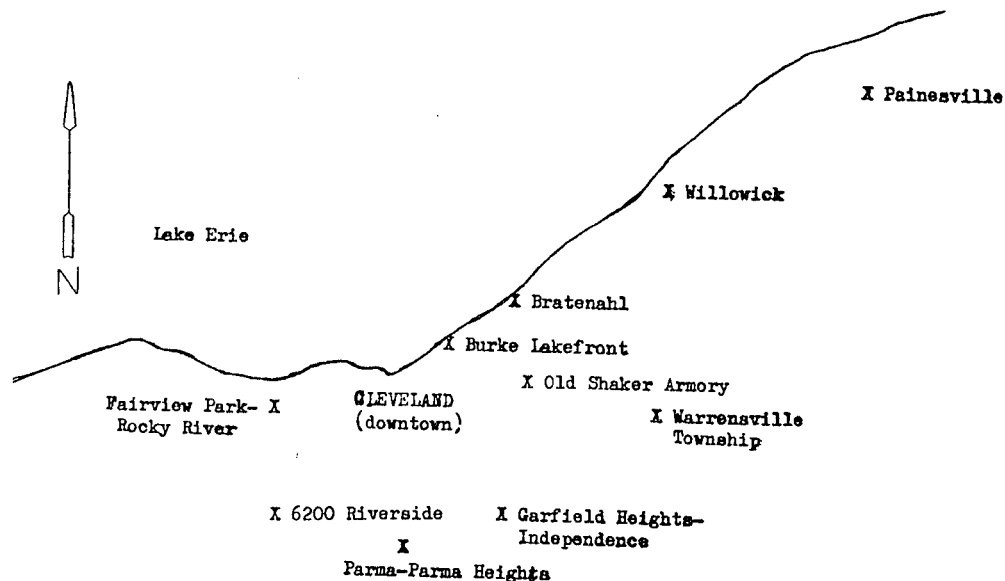 X Painesville
X Willowick
Lake Erie
N
X Bratenahl
X Burke Lakefront
X Old Shaker Armory
Fairview Park- X
Rocky River
CLEVELAND
(downtown)
X Warrensville
Township
X 6200 Riverside
X Garfield Heights-
Independence
X
Parma-Parma Heights